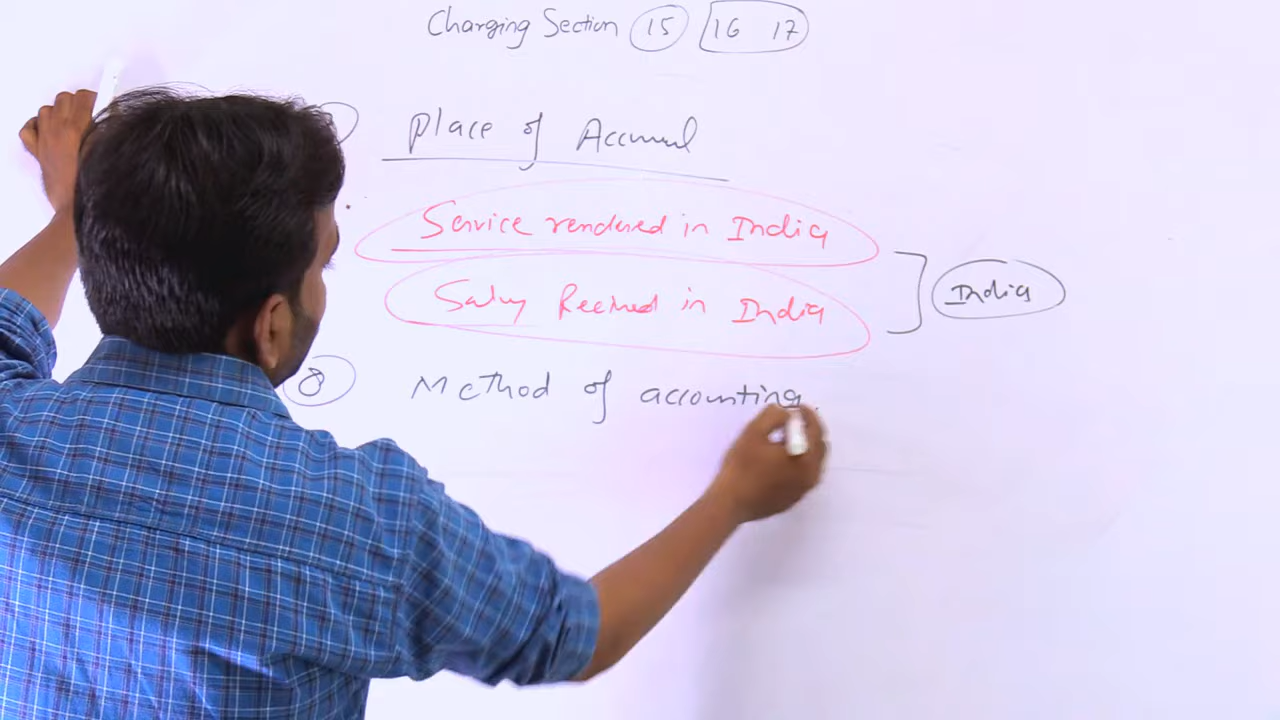 Charging Section 15 16 17
Place of Accrual
Service rendered in India
Salary Received in India
India
8 Method of accounting